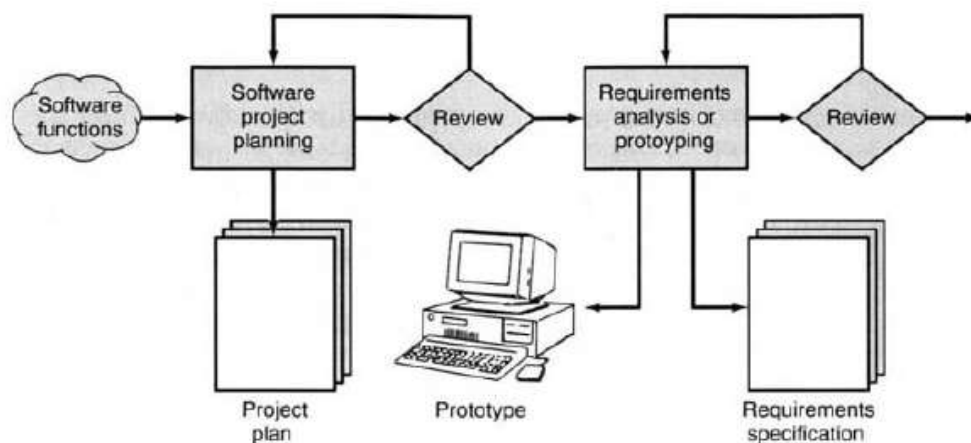 Software
functions
Software
project
planning
Review
Requirements
analysis or
protoyping
Review
Project
plan
Prototype
Requirements
specification